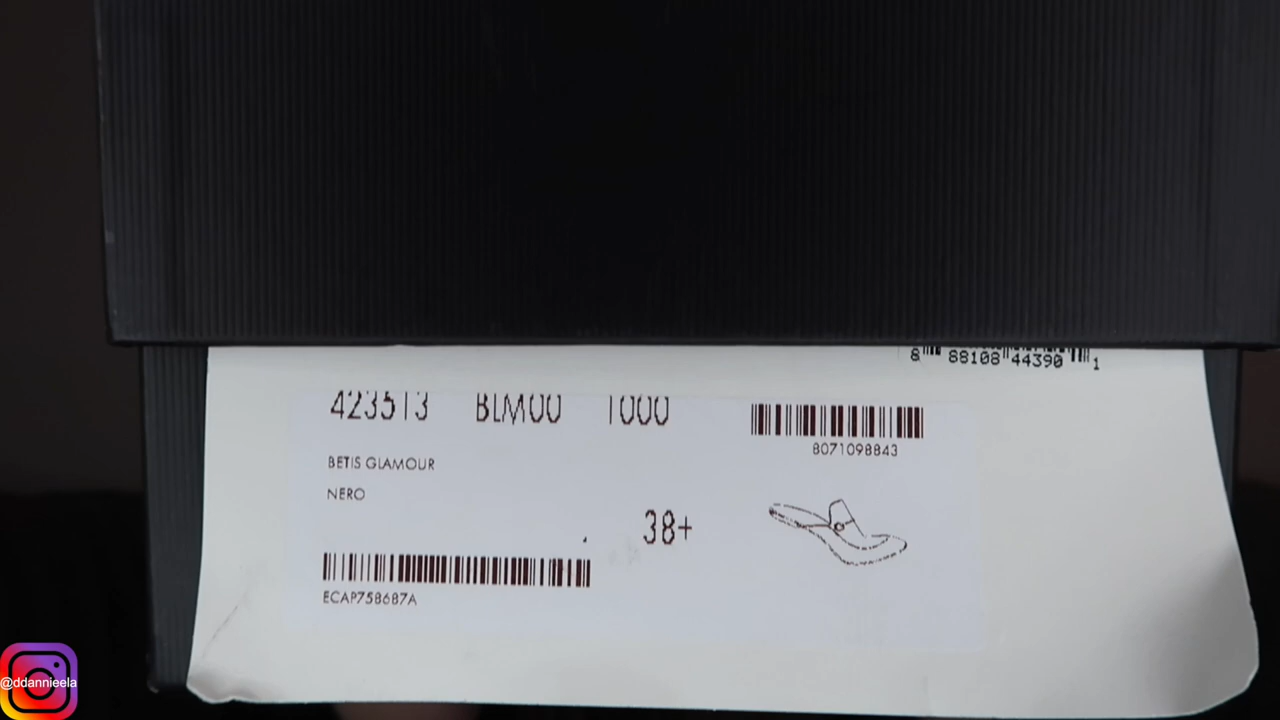 8 88108 44390 1
423513 BLM00 1000
8071098843
BETIS GLAMOUR
NERO
38+
ECAP758687A
@ddannieela